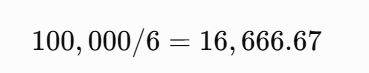 100, 000/6 = 16, 666.67